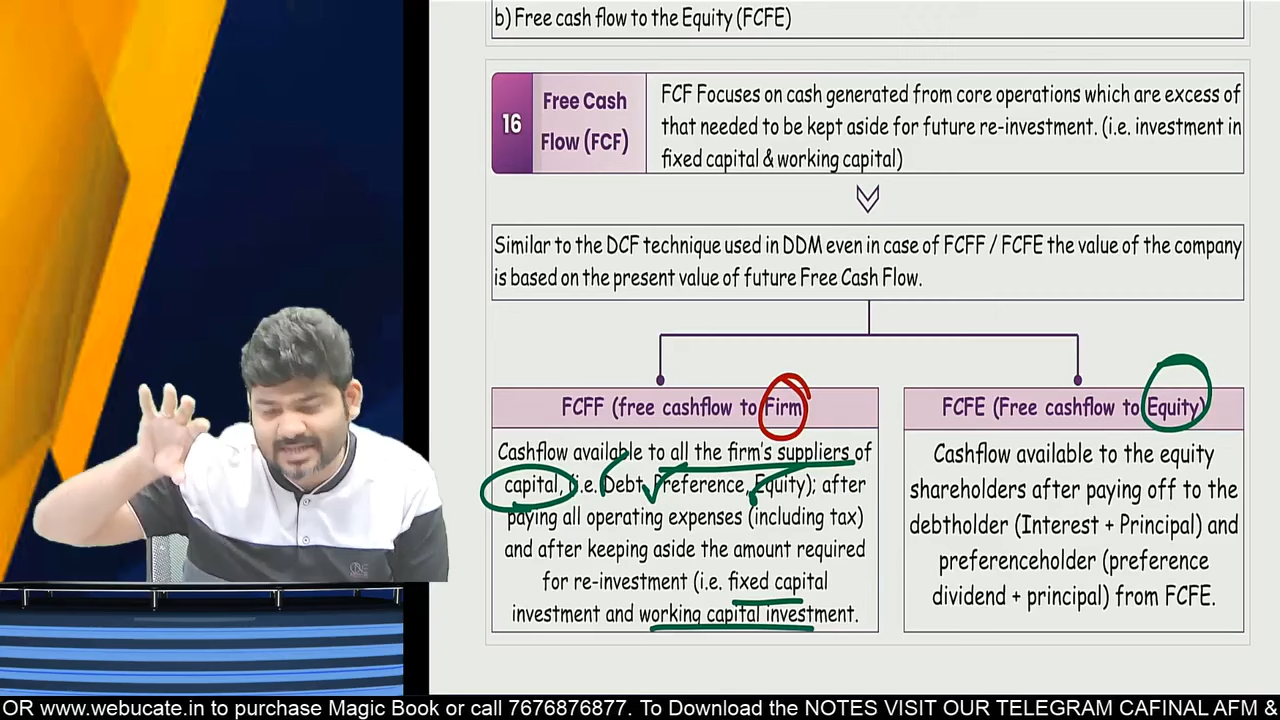 b) Free cash flow to the Equity (FCFE)
16
Free Cash
Flow (FCF)
FCF Focuses on cash generated from core operations which are excess of
that needed to be kept aside for future re-investment. (i.e. investment in
fixed capital & working capital)
Similar to the DCF technique used in DDM even in case of FCFF / FCFE the value of the company
is based on the present value of future Free Cash Flow.
FCFF (free cashflow to Firm)
Cashflow available to all the firm's suppliers of
capital, (i.e. Debt, Preference, Equity); after
paying all operating expenses (including tax)
and after keeping aside the amount required
for re-investment (i.e. fixed capital
investment and working capital investment.
FCFE (Free cashflow to Equity)
Cashflow available to the equity
shareholders after paying off to the
debtholder (Interest + Principal) and
preferenceholder (preference
dividend + principal) from FCFE.
OR www.webucate.in to purchase Magic Book or call 7676876877. To Download the NOTES VISIT OUR TELEGRAM CAFINAL AFM &